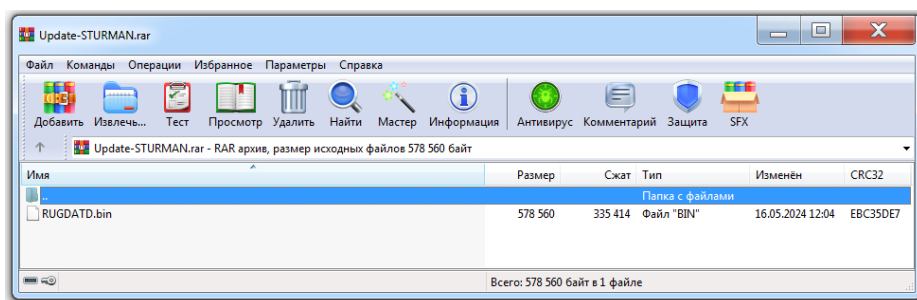 Update-STURMAN.rar
Файл Команды Операции Избранное Параметры Справка
Добавить Извлечь... Тест Просмотр Удалить Найти Мастер Информация Антивирус Комментарий Защита SFX
Update-STURMAN.rar - RAR архив, размер исходных файлов 578 560 байт
Имя Размер Сжат Тип Изменён CRC32
.. Папка с файлами
RUGDATD.bin 578 560 335 414 Файл "BIN" 16.05.2024 12:04 EBC35DE7
Всего: 578 560 байт в 1 файле